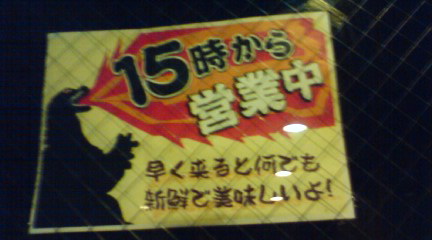 15時から
営業中
早く来ると何でも
新鮮で美味しいよ!